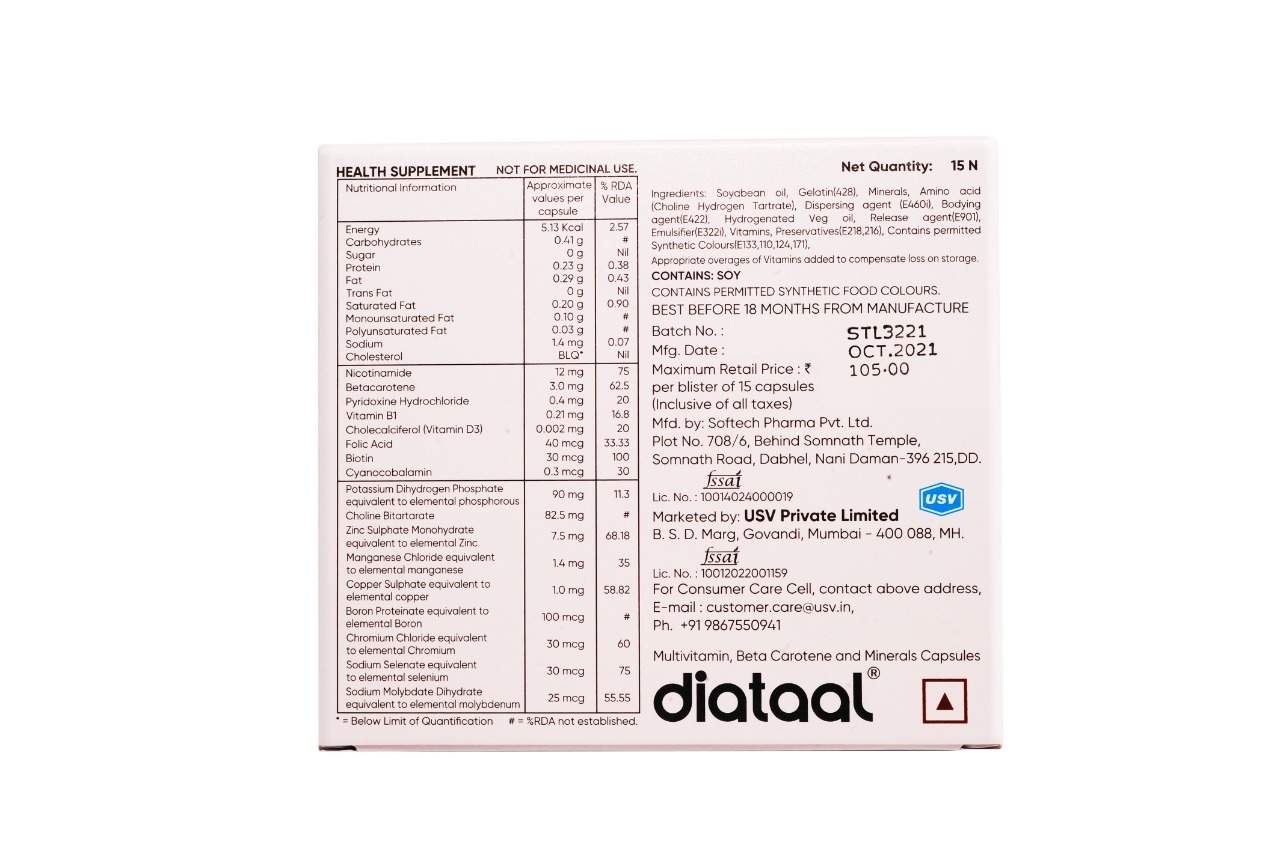 HEALTH SUPPLEMENT NOT FOR MEDICINAL USE.
Nutritional Information Approximate values per capsule % RDA Value
Energy 5.13 Kcal 2.57
Carbohydrates 0.41 g #
Sugar 0 g Nil
Protein 0.23 g 0.38
Fat 0.29 g 0.43
Trans Fat 0 g Nil
Saturated Fat 0.20 g 0.90
Monounsaturated Fat 0.10 g #
Polyunsaturated Fat 0.03 g #
Sodium 1.4 mg 0.07
Cholesterol BLQ* Nil
Nicotinamide 12 mg 75
Betacarotene 3.0 mg 62.5
Pyridoxine Hydrochloride 0.4 mg 20
Vitamin B1 0.21 mg 16.8
Cholecalciferol (Vitamin D3) 0.002 mg 20
Folic Acid 40 mcg 33.33
Biotin 30 mcg 100
Cyanocobalamin 0.3 mcg 30
Potassium Dihydrogen Phosphate
equivalent to elemental phosphorous 90 mg 11.3
Choline Bitartarate 82.5 mg #
Zinc Sulphate Monohydrate
equivalent to elemental Zinc 7.5 mg 68.18
Manganese Chloride equivalent
to elemental manganese 1.4 mg 35
Copper Sulphate equivalent to
elemental copper 1.0 mg 58.82
Boron Proteinate equivalent to
elemental Boron 100 mcg #
Chromium Chloride equivalent
to elemental Chromium 30 mcg 60
Sodium Selenate equivalent
to elemental selenium 30 mcg 75
Sodium Molybdate Dihydrate
equivalent to elemental molybdenum 25 mcg 55.55
* = Below Limit of Quantification # = %RDA not established.
Net Quantity: 15 N
Ingredients: Soyabean oil, Gelatin(428), Minerals, Amino acid
(Choline Hydrogen Tartrate), Dispersing agent (E460i), Bodying
agent(E422), Hydrogenated Veg oil, Release agent(E901),
Emulsifier(E322i), Vitamins, Preservatives(E218,216), Contains permitted
Synthetic Colours(E133,110,124,171),
Appropriate overages of Vitamins added to compensate loss on storage.
CONTAINS: SOY
CONTAINS PERMITTED SYNTHETIC FOOD COLOURS.
BEST BEFORE 18 MONTHS FROM MANUFACTURE
Batch No. : STL3221
Mfg. Date : OCT.2021
Maximum Retail Price : ₹ 105.00
per blister of 15 capsules
(Inclusive of all taxes)
Mfd. by: Softech Pharma Pvt. Ltd.
Plot No. 708/6, Behind Somnath Temple,
Somnath Road, Dabhel, Nani Daman-396 215,DD.
fssai
Lic. No. : 10014024000019
USV
Marketed by: USV Private Limited
B. S. D. Marg, Govandi, Mumbai - 400 088, MH.
fssai
Lic. No. : 10012022001159
For Consumer Care Cell, contact above address,
E-mail : customer.care@usv.in,
Ph. +91 9867550941
Multivitamin, Beta Carotene and Minerals Capsules
diataal®